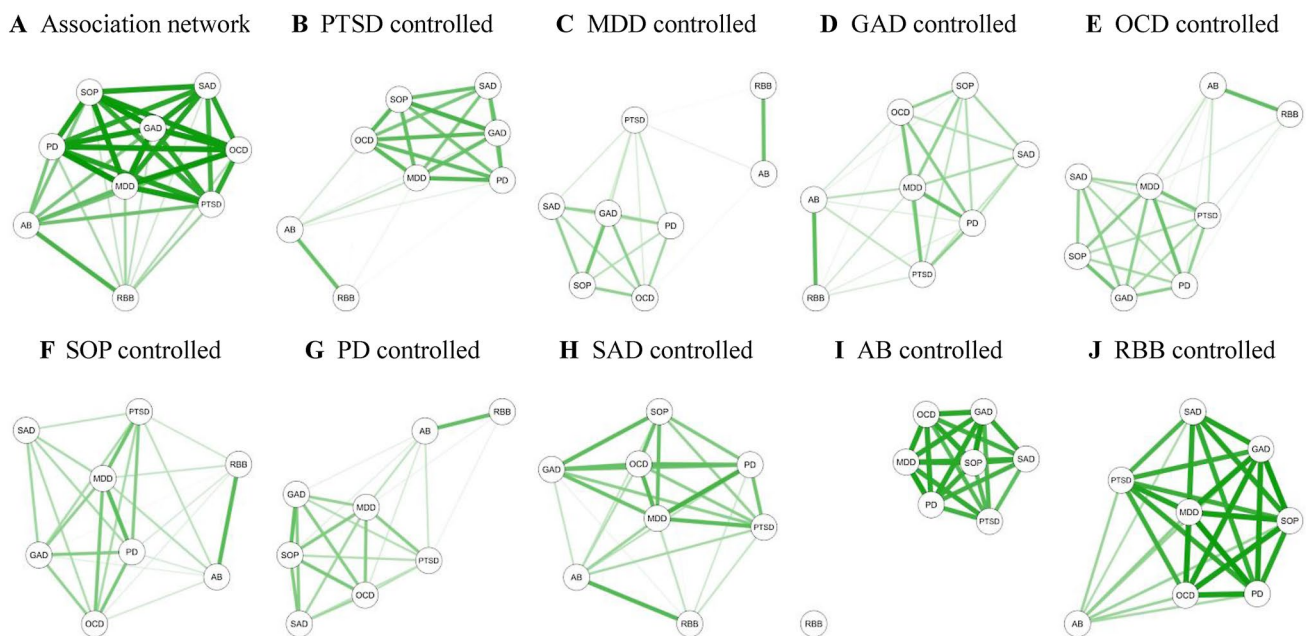 A Association network
B PTSD controlled
C MDD controlled
D GAD controlled
E OCD controlled
SOP
SAD
GAD
PD
OCD
MDD
PTSD
AB
RBB
SAD
SOP
GAD
OCD
MDD
PD
AB
RBB
RBB
PTSD
AB
SAD
GAD
PD
SOP
OCD
SOP
OCD
SAD
MDD
AB
PD
PTSD
RBB
AB
RBB
SAD
MDD
PTSD
SOP
PD
GAD
F SOP controlled
G PD controlled
H SAD controlled
I AB controlled
J RBB controlled
PTSD
SAD
RBB
MDD
GAD
PD
AB
OCD
RBB
AB
GAD
MDD
SOP
PTSD
OCD
SAD
SOP
GAD
OCD
PD
MDD
PTSD
AB
RBB
OCD
GAD
MDD
SOP
SAD
PD
PTSD
RBB
SAD
GAD
PTSD
MDD
SOP
OCD
PD
AB